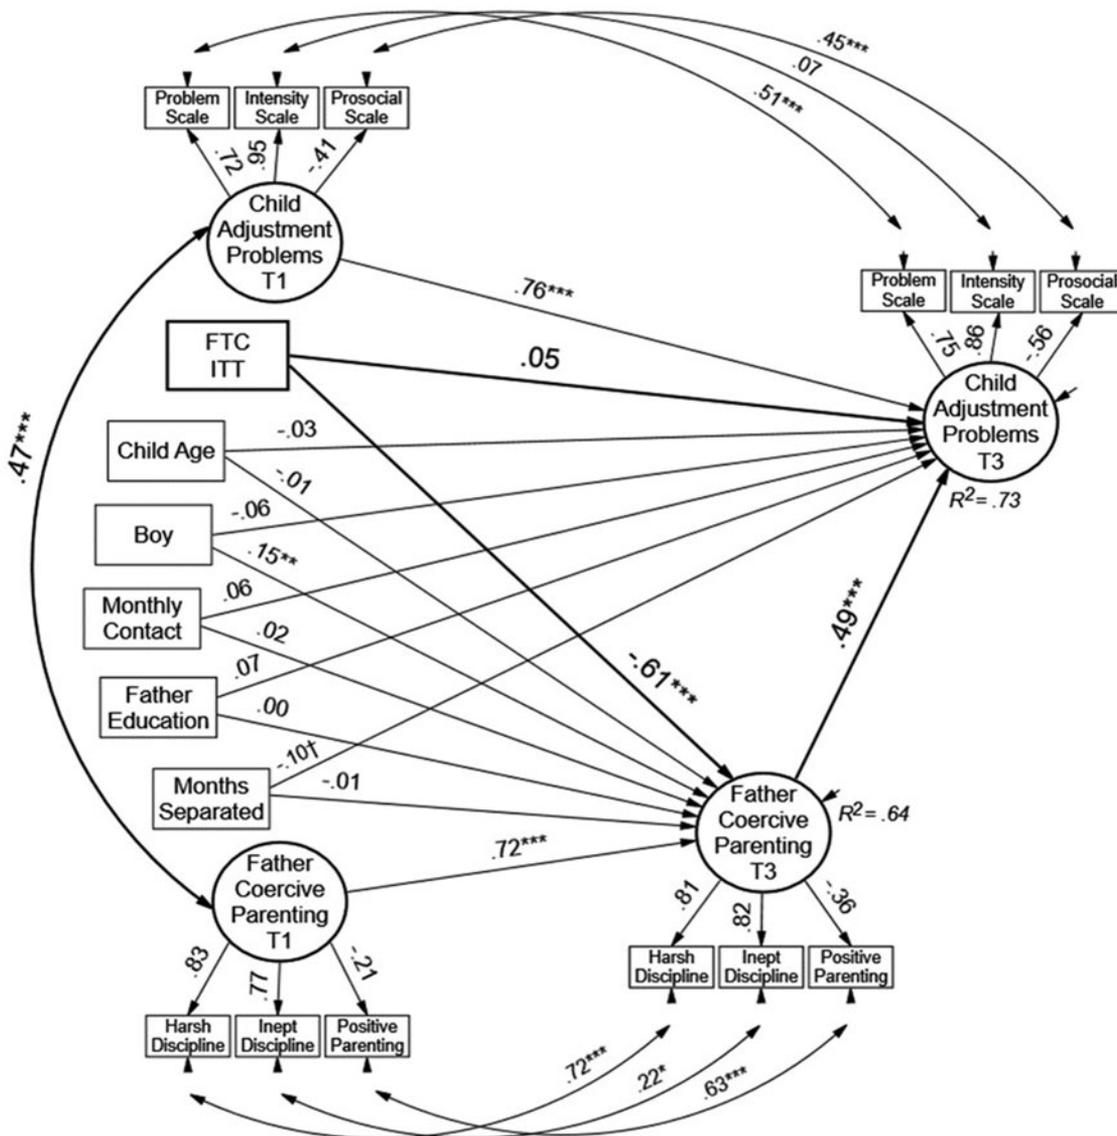 .45***
.07
.51***
Problem
Scale
Intensity
Scale
Prosocial
Scale
.72
.95
-.41
Child
Adjustment
Problems
T1
.76***
Problem
Scale
Intensity
Scale
Prosocial
Scale
.75
.86
-.56
Child
Adjustment
Problems
T3
R² = .73
FTC
ITT
.05
.47***
Child Age
-.03
-.01
Boy
-.06
.15**
Monthly
Contact
.06
.02
Father
Education
.07
.00
Months
Separated
-.10†
-.01
-.61***
.49***
Father
Coercive
Parenting
T3
R² = .64
.72***
Father
Coercive
Parenting
T1
.81
.82
-.36
Harsh
Discipline
Inept
Discipline
Positive
Parenting
.83
.77
-.21
Harsh
Discipline
Inept
Discipline
Positive
Parenting
.72***
.22*
.63***